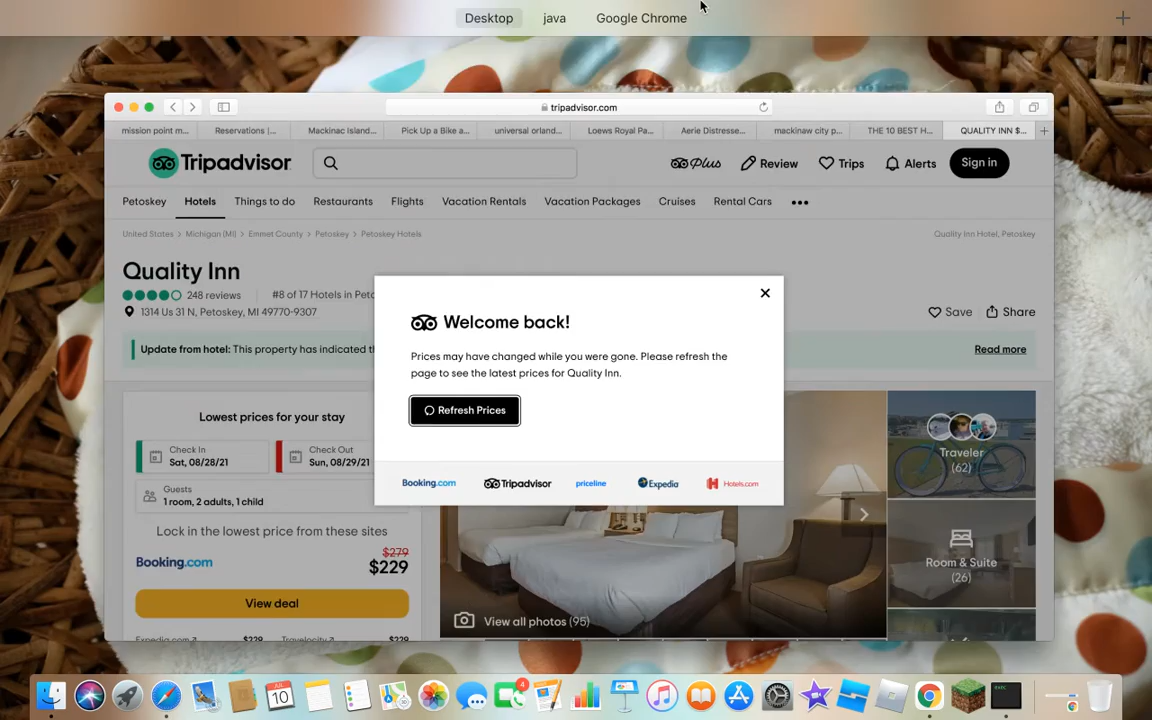 Desktop java Google Chrome
tripadvisor.com
mission point m... Reservations |... Mackinac Island... Pick Up a Bike a... universal orland... Loews Royal Pa... Aerie Distresse... mackinaw city p... THE 10 BEST H... QUALITY INN $...
Tripadvisor Plus Review Trips Alerts Sign in
Petoskey Hotels Things to do Restaurants Flights Vacation Rentals Vacation Packages Cruises Rental Cars
United States Michigan (MI) Emmet County Petoskey Petoskey Hotels Quality Inn Hotel, Petoskey
Quality Inn
248 reviews #8 of 17 Hotels in Peto
1314 Us 31 N, Petoskey, MI 49770-9307 Save Share
Update from hotel: This property has indicated th Read more
Welcome back!
Prices may have changed while you were gone. Please refresh the
page to see the latest prices for Quality Inn.
Refresh Prices
Booking.com Tripadvisor priceline Expedia Hotels.com
Lowest prices for your stay
Check In Check Out
Sat, 08/28/21 Sun, 08/29/21
Guests
1 room, 2 adults, 1 child
Lock in the lowest price from these sites
Booking.com $279
$229
View deal
Expedia.com $229 Travelocity $229
Traveler
(62)
Room & Suite
(26)
View all photos (95)
10
4